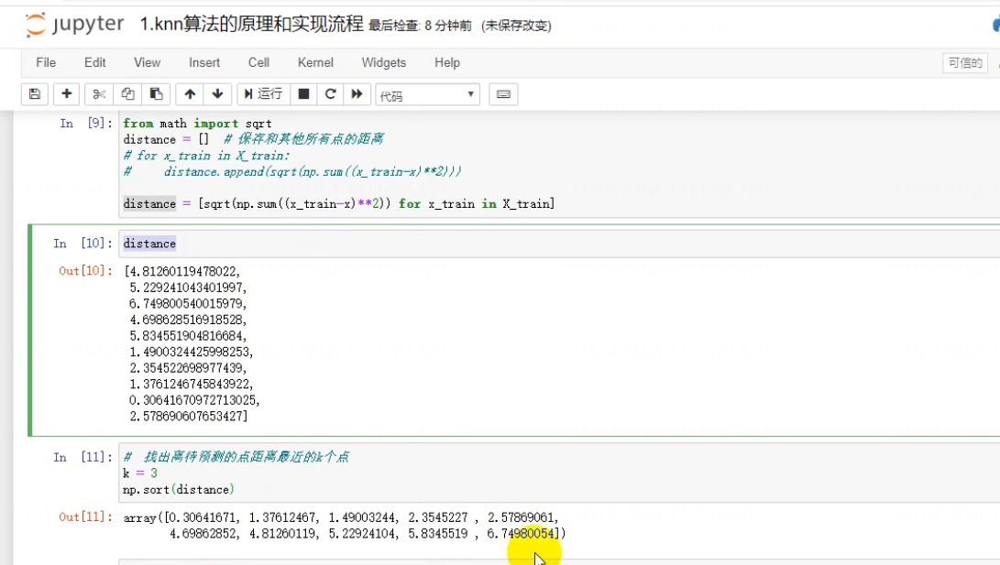 jupyter 1.knn算法的原理和实现流程 最后检查: 8 分钟前 (未保存改变)
File Edit View Insert Cell Kernel Widgets Help 可信的
运行 代码
In [9]: from math import sqrt
distance = [] # 保存和其他所有点的距离
# for x_train in X_train:
# distance.append(sqrt(np.sum((x_train-x)**2)))
distance = [sqrt(np.sum((x_train-x)**2)) for x_train in X_train]
In [10]: distance
Out[10]: [4.81260119478022,
5.229241043401997,
6.749800540015979,
4.698628516918528,
5.834551904816684,
1.4900324425998253,
2.354522698977439,
1.3761246745843922,
0.30641670972713025,
2.578690607653427]
In [11]: # 找出离待预测的点距离最近的k个点
k = 3
np.sort(distance)
Out[11]: array([0.30641671, 1.37612467, 1.49003244, 2.3545227 , 2.57869061,
4.69862852, 4.81260119, 5.22924104, 5.8345519 , 6.74980054])